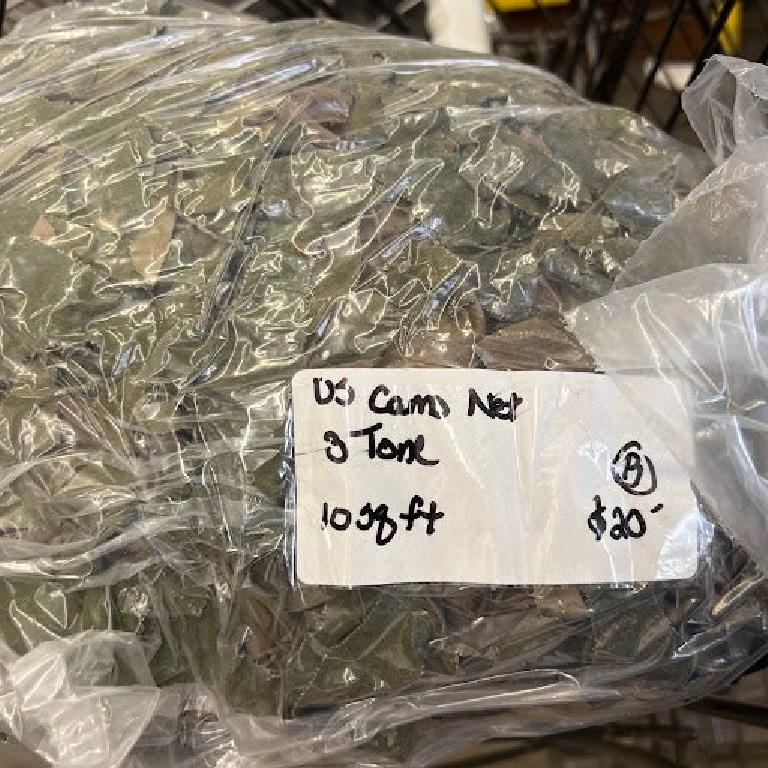 US Camo Net
3 Tone
B
10 sq ft
$20-